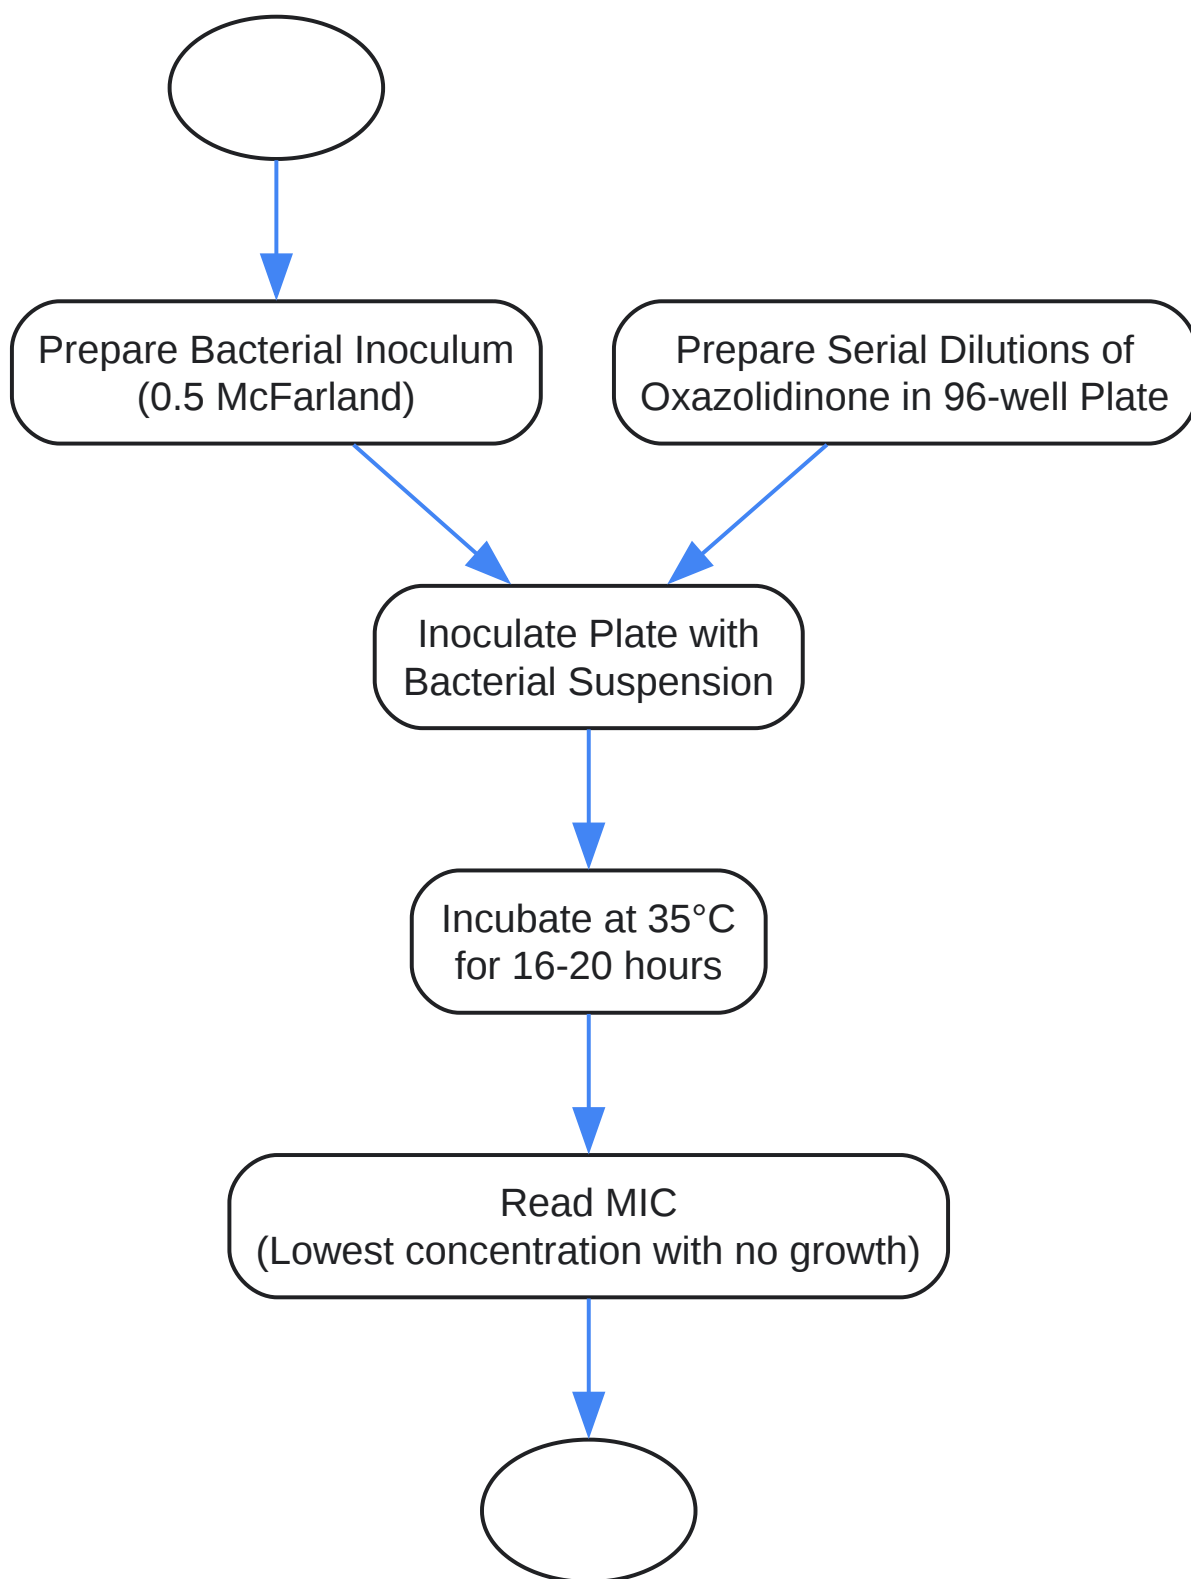 Prepare Bacterial Inoculum
(0.5 McFarland)
Prepare Serial Dilutions of
Oxazolidinone in 96-well Plate
Inoculate Plate with
Bacterial Suspension
Incubate at 35°C
for 16-20 hours
Read MIC
(Lowest concentration with no growth)